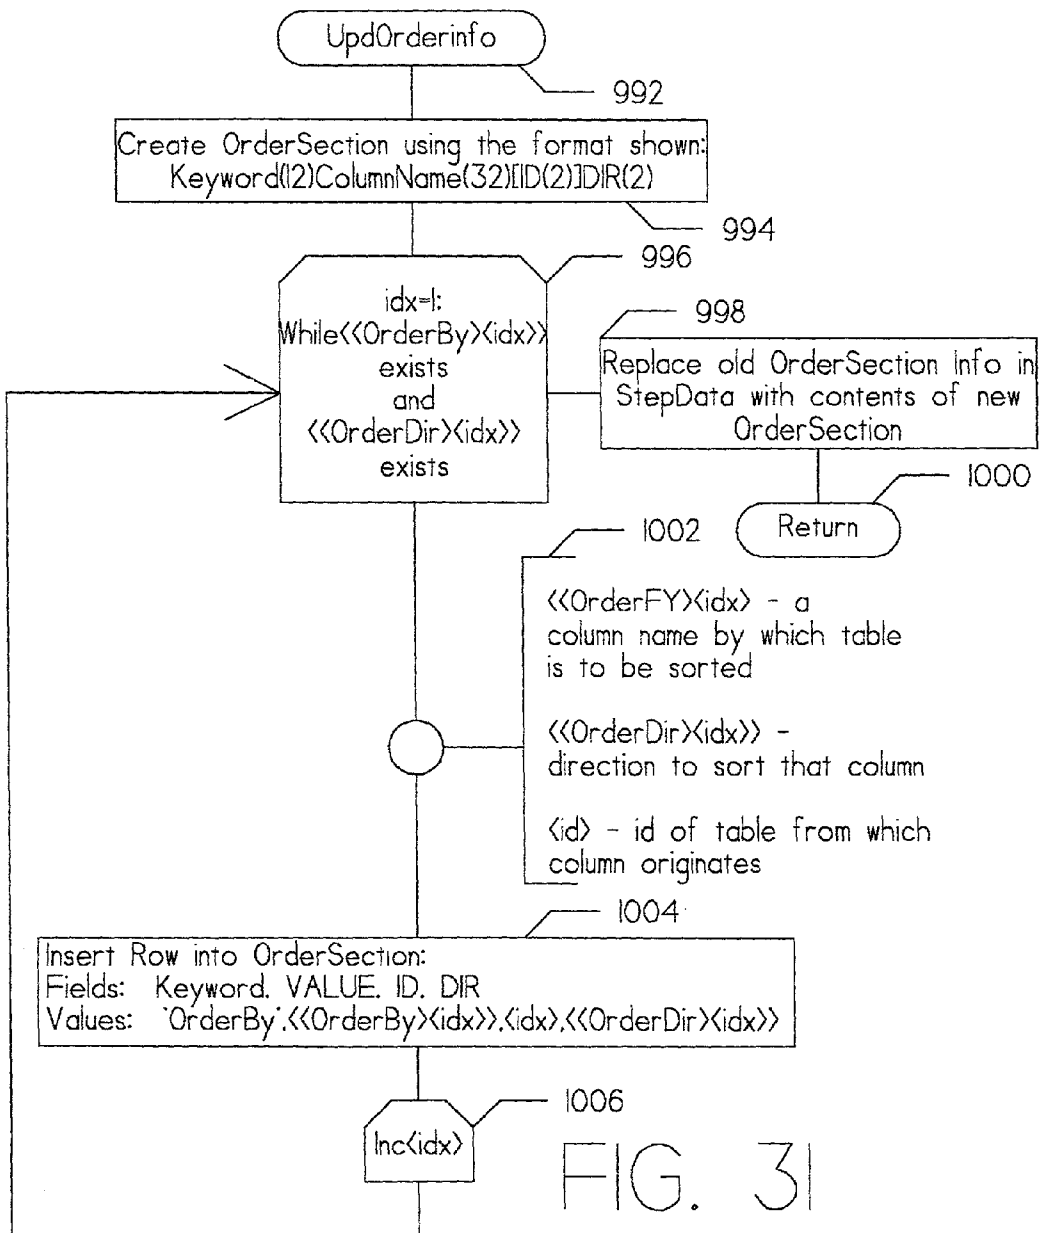 UpdOrderinfo
992
Create OrderSection using the format shown:
Keyword(12)ColumnName(32)[ID(2)]DIR(2)
994
996
idx=1:
While<<OrderBy><idx>>
exists
and
<<OrderDir><idx>>
exists
998
Replace old OrderSection Info in
StepData with contents of new
OrderSection
1000
Return
1002
<<OrderFY><idx> - a
column name by which table
is to be sorted
<<OrderDir><idx>> -
direction to sort that column
<id> - id of table from which
column originates
1004
Insert Row into OrderSection:
Fields: Keyword. VALUE. ID. DIR
Values: 'OrderBy',<<OrderBy><idx>>,<idx>,<<OrderDir><idx>>
1006
Inc<idx>
FIG. 31